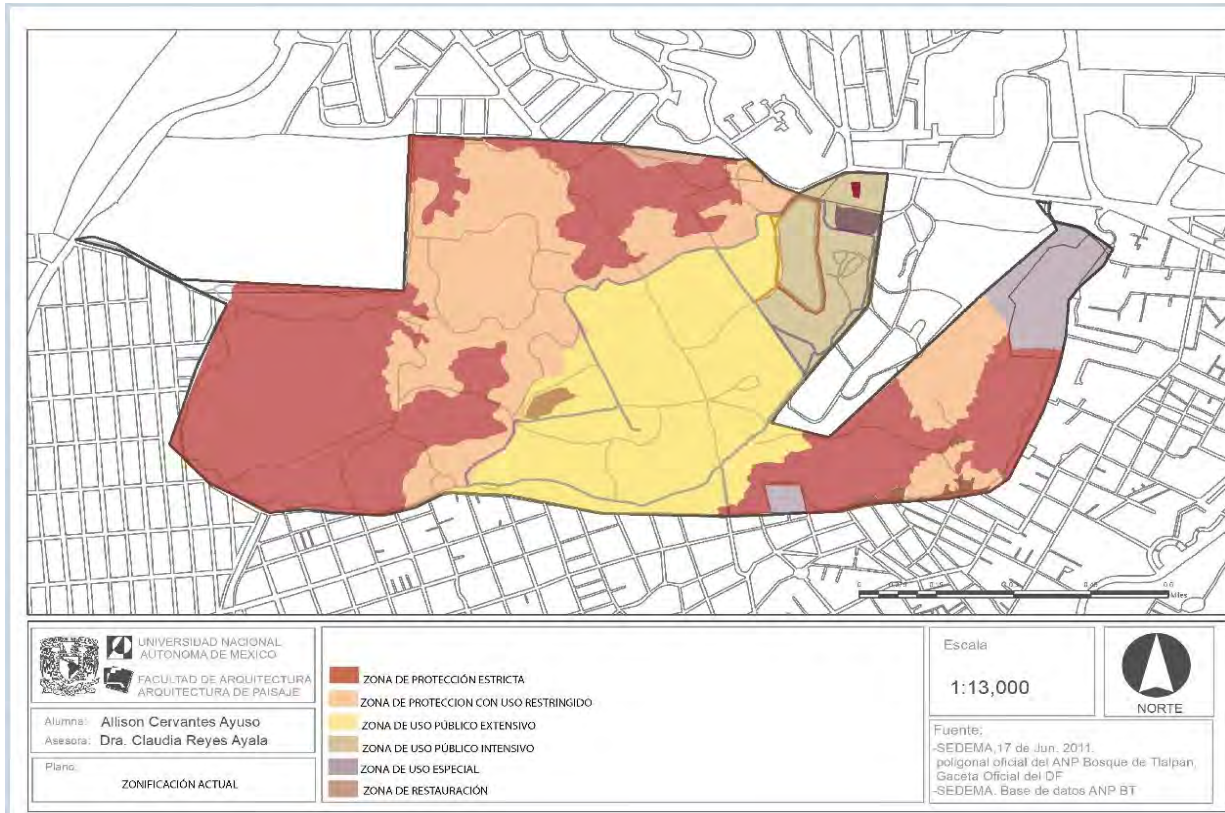 Miles
UNIVERSIDAD NACIONAL
AUTONOMA DE MEXICO
FACULTAD DE ARQUITECTURA
ARQUITECTURA DE PAISAJE
Alumna: Allison Cervantes Ayuso
Asesora: Dra. Claudia Reyes Ayala
Plano:
ZONIFICACIÓN ACTUAL
ZONA DE PROTECCIÓN ESTRICTA
ZONA DE PROTECCION CON USO RESTRINGIDO
ZONA DE USO PÚBLICO EXTENSIVO
ZONA DE USO PÚBLICO INTENSIVO
ZONA DE USO ESPECIAL
ZONA DE RESTAURACIÓN
Escala
1:13,000
NORTE
Fuente:
-SEDEMA,17 de Jun. 2011.
poligonal oficial del ANP Bosque de Tlalpan,
Gaceta Oficial del DF
-SEDEMA. Base de datos ANP BT